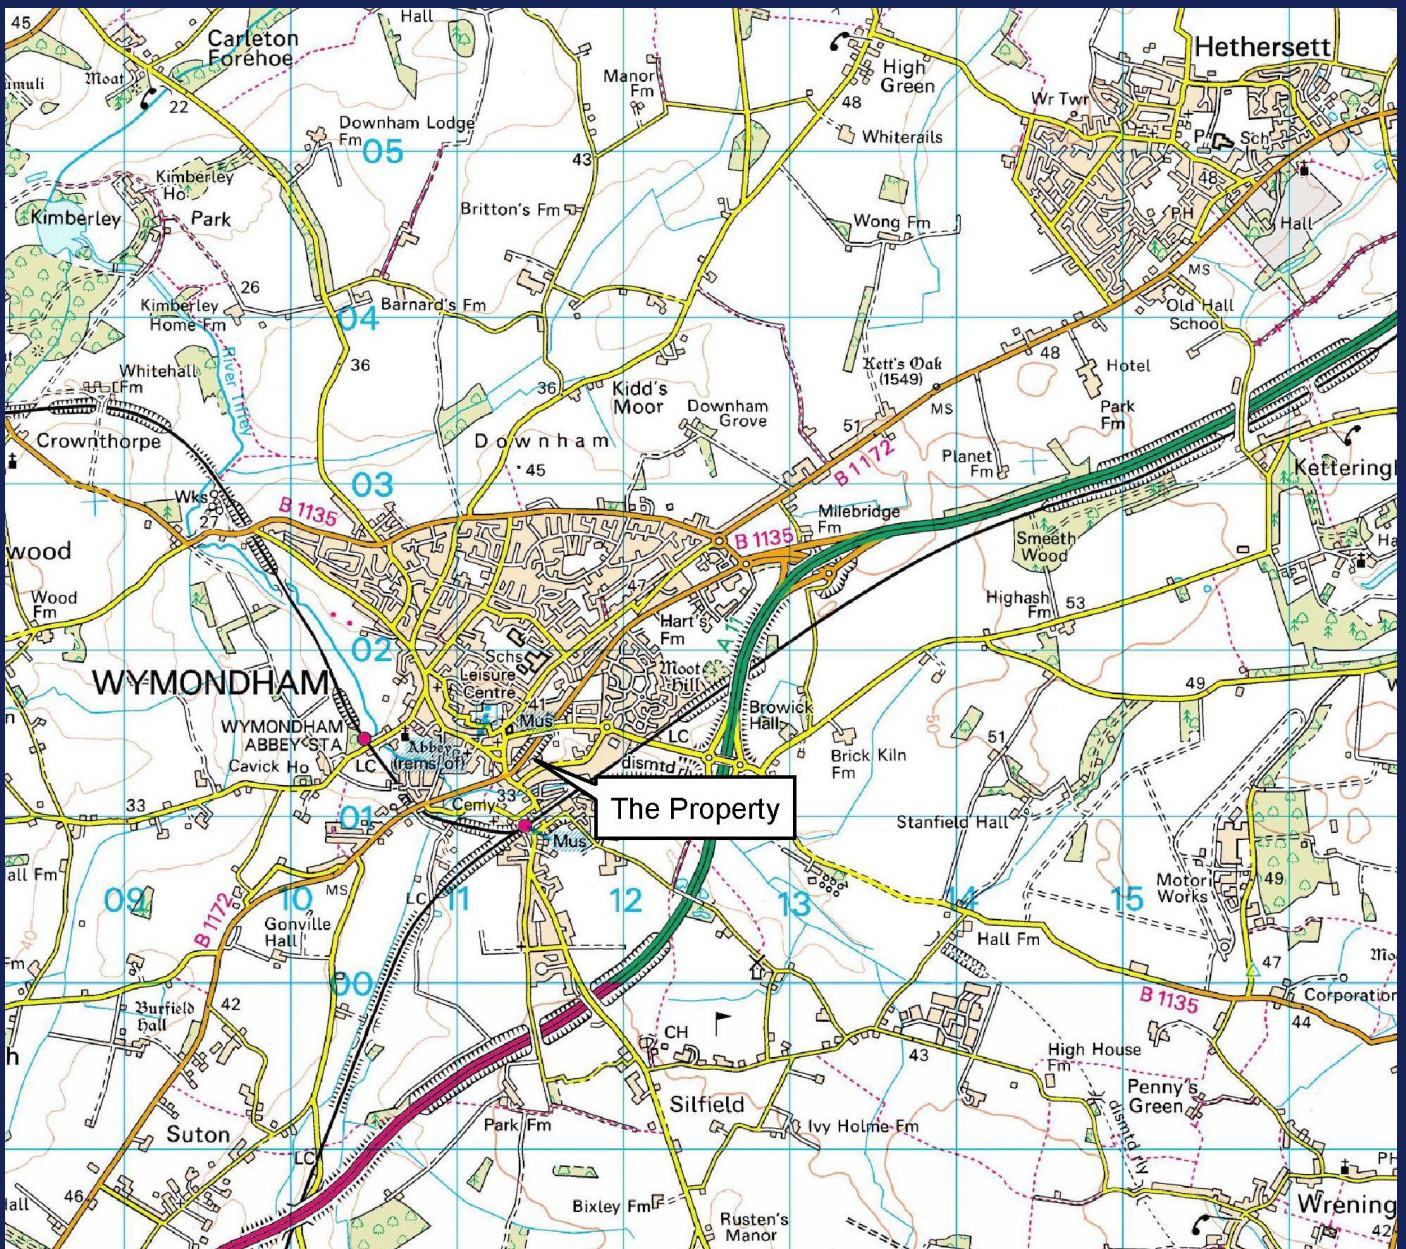 45
Hall
Carleton
Forehoe
Moat
22
Manor
Fm
High
Green
48
Whiterails
Hethersett
Wr Twr
Sch
48
PH
Hall
Downham Lodge
Fm
05
43
Kimberley
Ho
Kimberley
Park
Britton's Fm
Wong Fm
MS
26
Kimberley
Home Fm
04
Barnard's Fm
Old Hall
School
36
River Tiffey
Whitehall
Fm
36
Kidd's
Moor
Kett's Oak
(1549)
48
Hotel
MS
Park
Fm
Downham
Grove
Crownthorpe
Downham
45
51
B 1172
Planet
Fm
03
Wks
27
B 1135
Milebridge
Fm
B 1135
Smeeth
Wood
wood
Wood
Fm
47
Highash
Fm
53
Hart's
Fm
A 11
02
Schs
Leisure
Centre
Moot
Hill
WYMONDHAM
41
Mus
Browick
Hall
49
50
51
WYMONDHAM
ABBEY STA
Cavick Ho
LC
Abbey
(rems of)
LC
dismtd rly
Brick Kiln
Fm
33
Cemy
33
The Property
01
Mus
Stanfield Hall
all Fm
09
10
MS
LC
11
12
13
14
15
Motor
Works
49
B 1172
Gonville
Hall
40
Hall Fm
47
00
B 1135
Corporation
44
Burfield
Hall
42
CH
43
High House
Fm
Penny's
Green
Silfield
Suton
Park Fm
Ivy Holme Fm
dismtd rly
LC
PH
46
Bixley Fm
Rusten's
Manor
Wrening
42